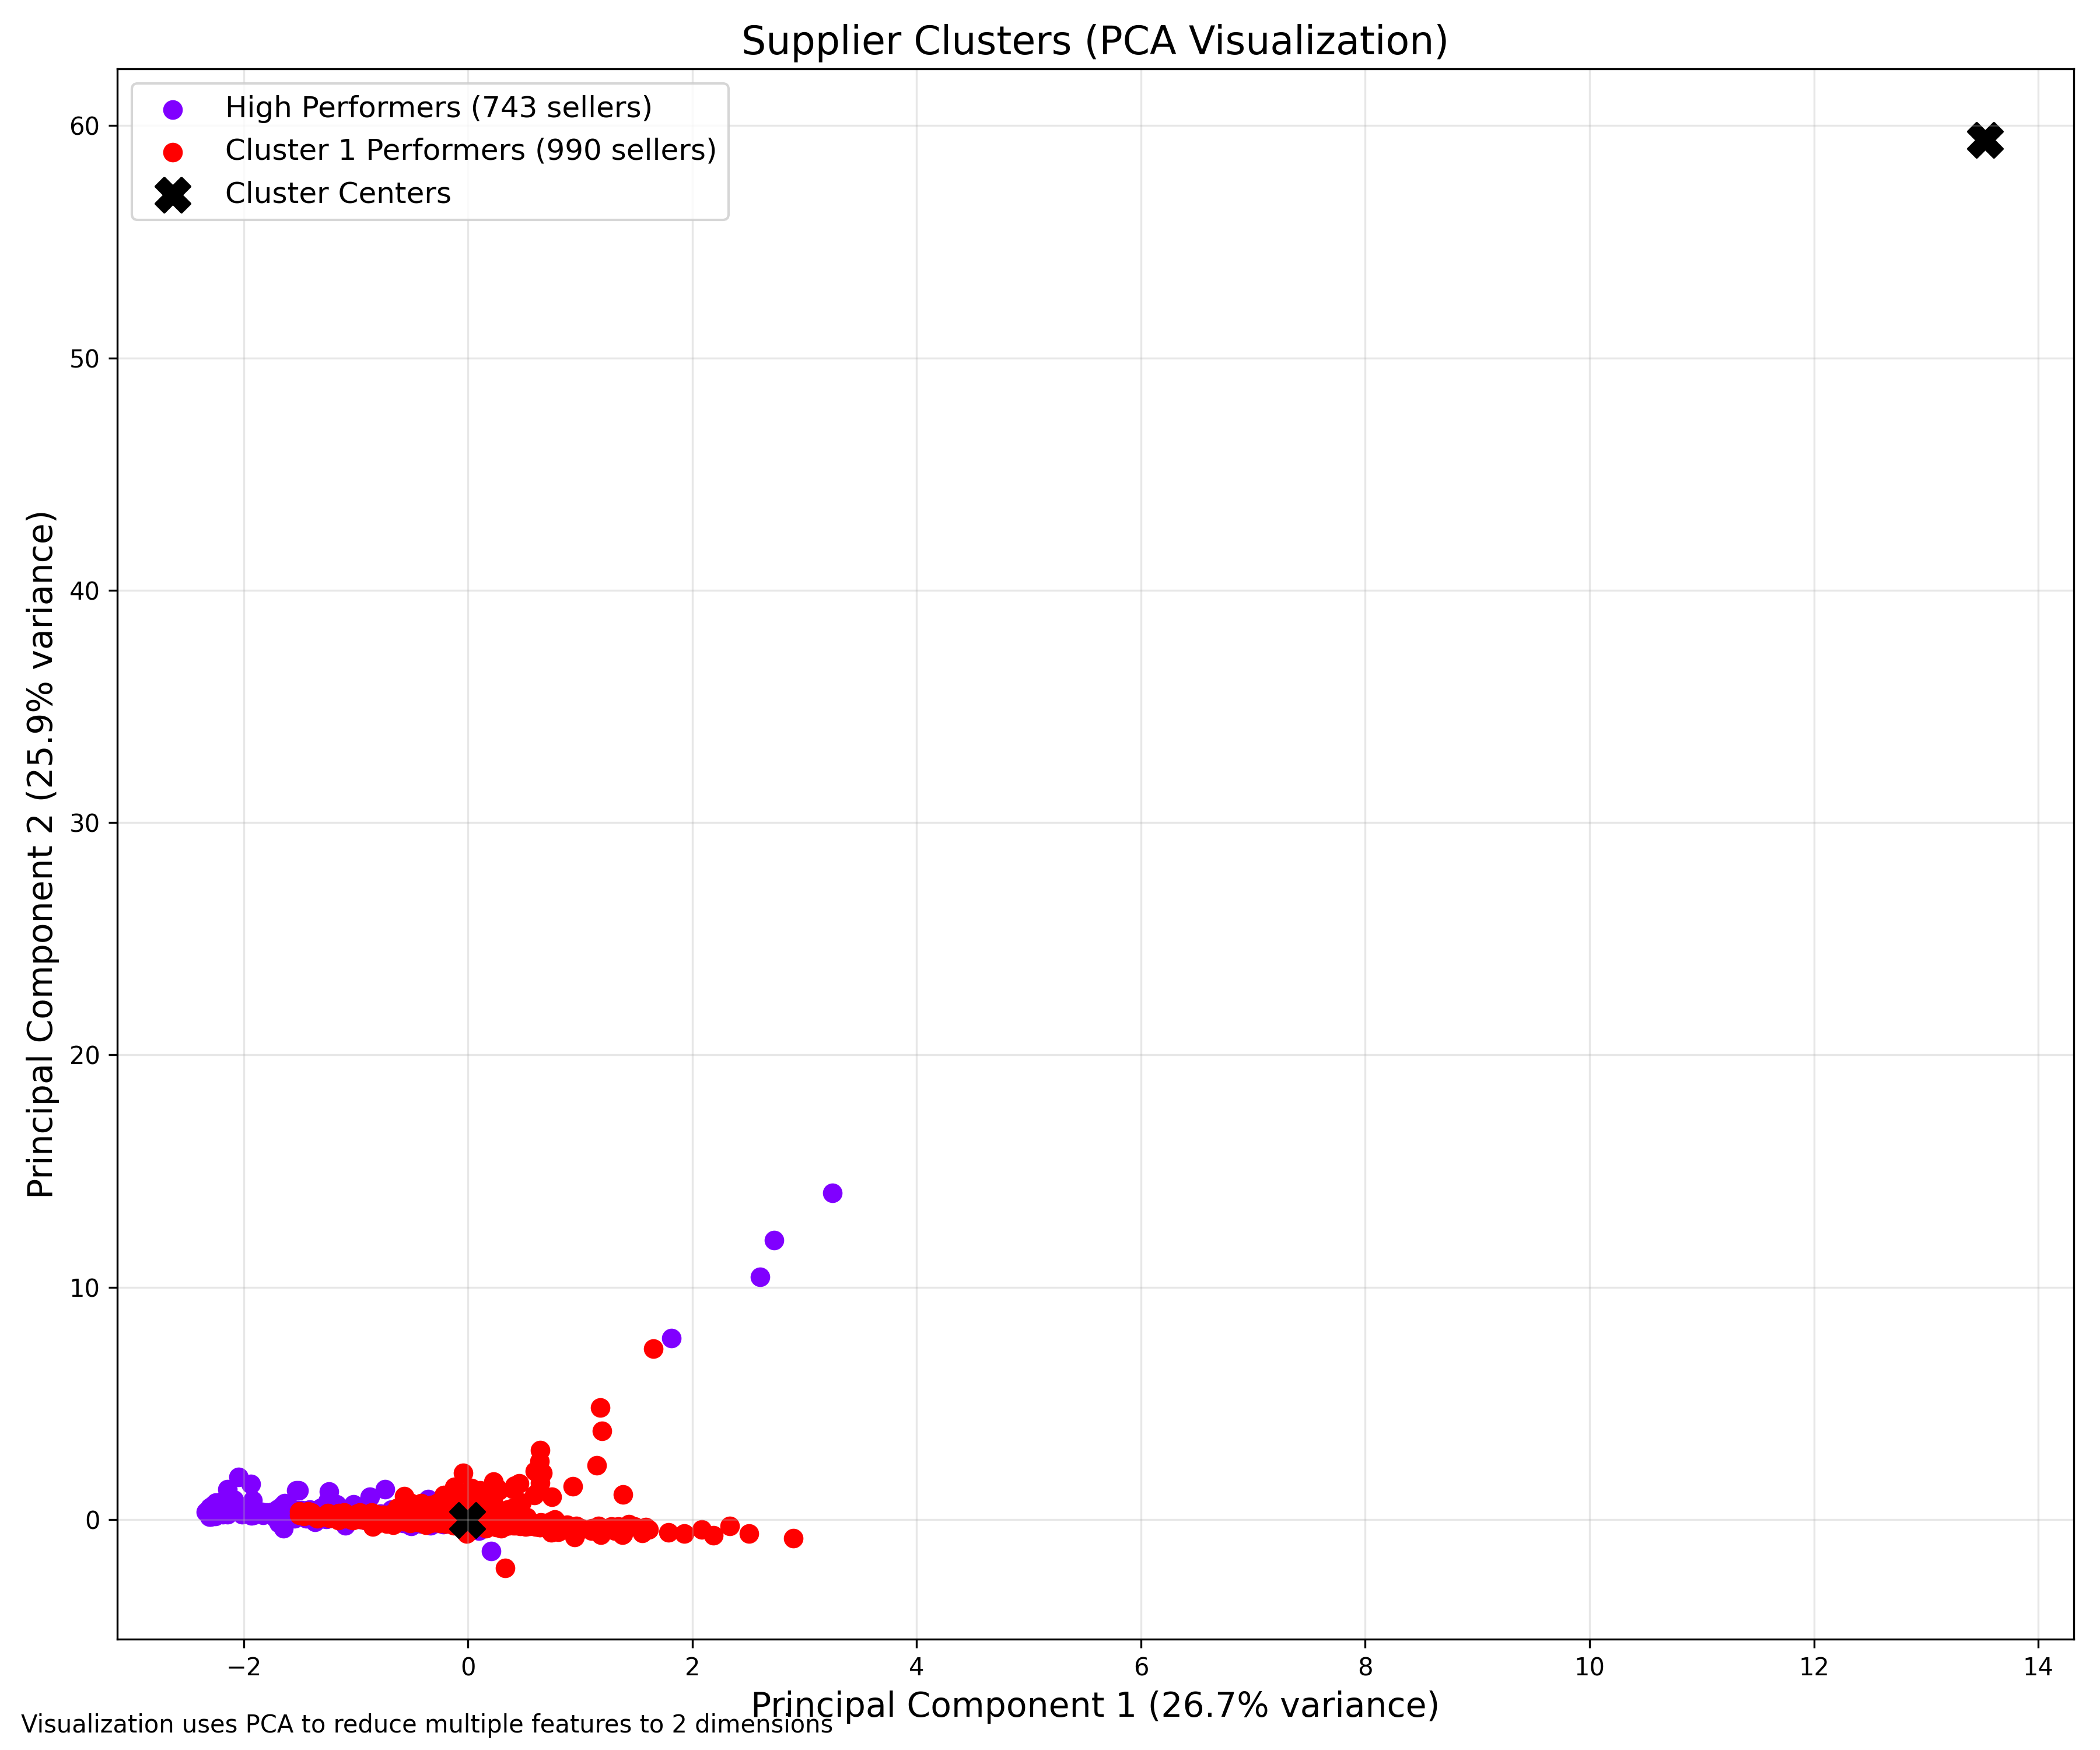 Supplier Clusters (PCA Visualization)
High Performers (743 sellers)
Cluster 1 Performers (990 sellers)
Cluster Centers
60
50
40
30
20
10
0
Principal Component 2 (25.9% variance)
−2 0 2 4 6 8 10 12 14
Principal Component 1 (26.7% variance)
Visualization uses PCA to reduce multiple features to 2 dimensions